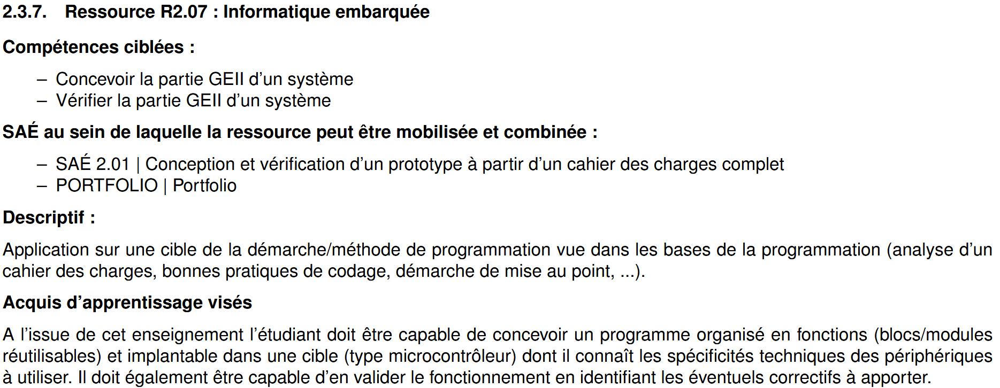 2.3.7. Ressource R2.07 : Informatique embarquée
Compétences ciblées :
– Concevoir la partie GEII d’un système
– Vérifier la partie GEII d’un système
SAÉ au sein de laquelle la ressource peut être mobilisée et combinée :
– SAÉ 2.01 | Conception et vérification d’un prototype à partir d’un cahier des charges complet
– PORTFOLIO | Portfolio
Descriptif :
Application sur une cible de la démarche/méthode de programmation vue dans les bases de la programmation (analyse d’un
cahier des charges, bonnes pratiques de codage, démarche de mise au point, ...).
Acquis d’apprentissage visés
A l’issue de cet enseignement l’étudiant doit être capable de concevoir un programme organisé en fonctions (blocs/modules
réutilisables) et implantable dans une cible (type microcontrôleur) dont il connaît les spécificités techniques des périphériques
à utiliser. Il doit également être capable d’en valider le fonctionnement en identifiant les éventuels correctifs à apporter.